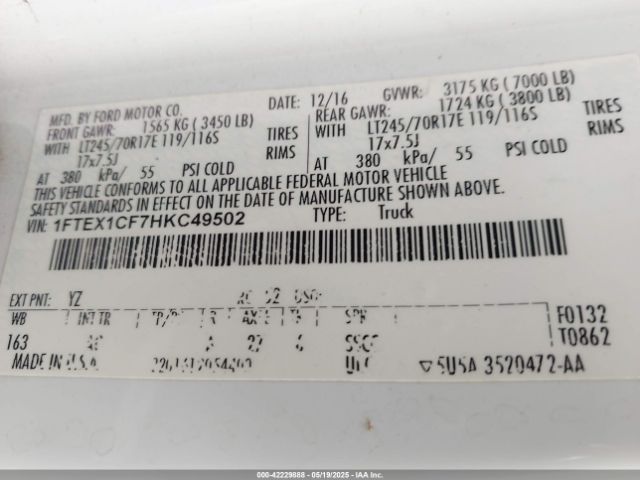 MFD. BY FORD MOTOR CO.
DATE: 12/16
GVWR: 3175 KG ( 7000 LB)
FRONT GAWR: 1565 KG ( 3450 LB)
REAR GAWR: 1724 KG ( 3800 LB)
WITH LT245/70R17E 119/116S TIRES
LT245/70R17E 119/116S TIRES
17x7.5J RIMS
17x7.5J RIMS
AT 380 kPa/ 55 PSI COLD
AT 380 kPa/ 55 PSI COLD
THIS VEHICLE CONFORMS TO ALL APPLICABLE FEDERAL MOTOR VEHICLE
SAFETY STANDARDS IN EFFECT ON THE DATE OF MANUFACTURE SHOWN ABOVE.
VIN: 1FTEX1CF7HKC49502
TYPE: Truck
EXT PNT: YZ
WB INT TR
F0132
163
T0862
MADE IN U.S.A.
▽5U5A 3520472-AA
000-42229888 - 05/19/2025 - IAA Inc.